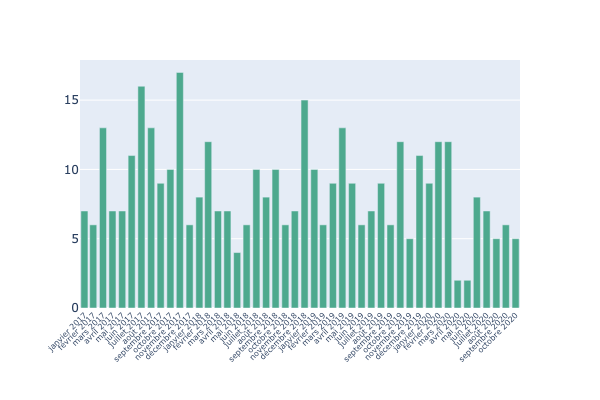 15
10
5
0
janvier 2017
février 2017
mars 2017
avril 2017
mai 2017
juin 2017
juillet 2017
août 2017
septembre 2017
octobre 2017
novembre 2017
décembre 2017
janvier 2018
février 2018
mars 2018
avril 2018
mai 2018
juin 2018
juillet 2018
août 2018
septembre 2018
octobre 2018
novembre 2018
décembre 2018
janvier 2019
février 2019
mars 2019
avril 2019
mai 2019
juin 2019
juillet 2019
août 2019
septembre 2019
octobre 2019
novembre 2019
décembre 2019
janvier 2020
février 2020
mars 2020
avril 2020
mai 2020
juin 2020
juillet 2020
août 2020
septembre 2020
octobre 2020